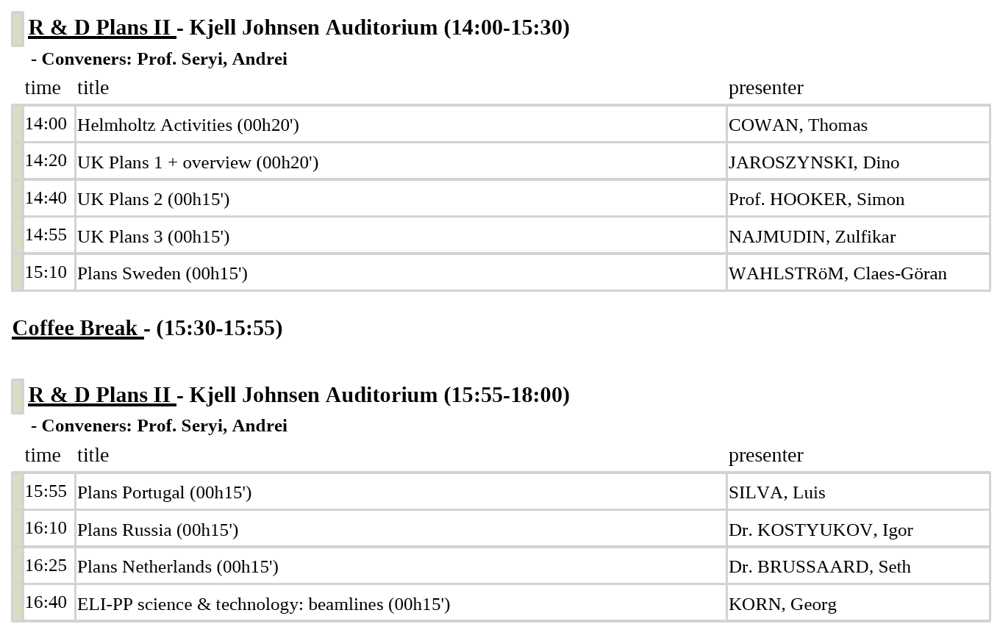 R & D Plans II - Kjell Johnsen Auditorium (14:00-15:30)
- Conveners: Prof. Seryi, Andrei
time title presenter
14:00 Helmholtz Activities (00h20') COWAN, Thomas
14:20 UK Plans 1 + overview (00h20') JAROSZYNSKI, Dino
14:40 UK Plans 2 (00h15') Prof. HOOKER, Simon
14:55 UK Plans 3 (00h15') NAJMUDIN, Zulfikar
15:10 Plans Sweden (00h15') WAHLSTRöM, Claes-Göran
Coffee Break - (15:30-15:55)
R & D Plans II - Kjell Johnsen Auditorium (15:55-18:00)
- Conveners: Prof. Seryi, Andrei
time title presenter
15:55 Plans Portugal (00h15') SILVA, Luis
16:10 Plans Russia (00h15') Dr. KOSTYUKOV, Igor
16:25 Plans Netherlands (00h15') Dr. BRUSSAARD, Seth
16:40 ELI-PP science & technology: beamlines (00h15') KORN, Georg